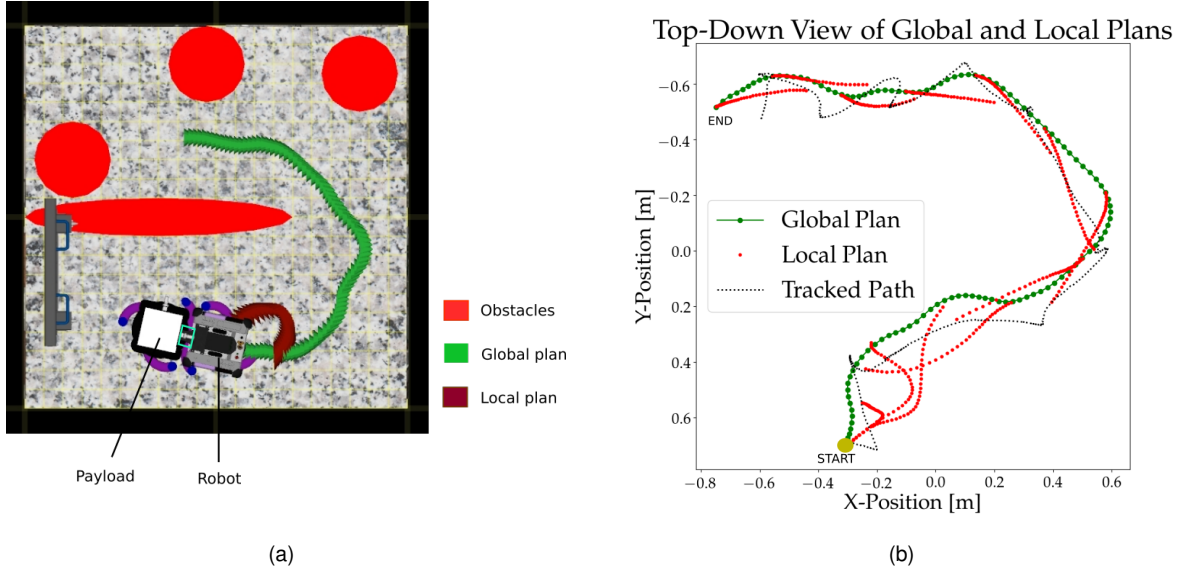 Obstacles
Global plan
Local plan
Payload
Robot
(a)
Top-Down View of Global and Local Plans
Y-Position [m]
−0.6
−0.4
−0.2
0.0
0.2
0.4
0.6
END
Global Plan
Local Plan
Tracked Path
START
−0.8 −0.6 −0.4 −0.2 0.0 0.2 0.4 0.6
X-Position [m]
(b)